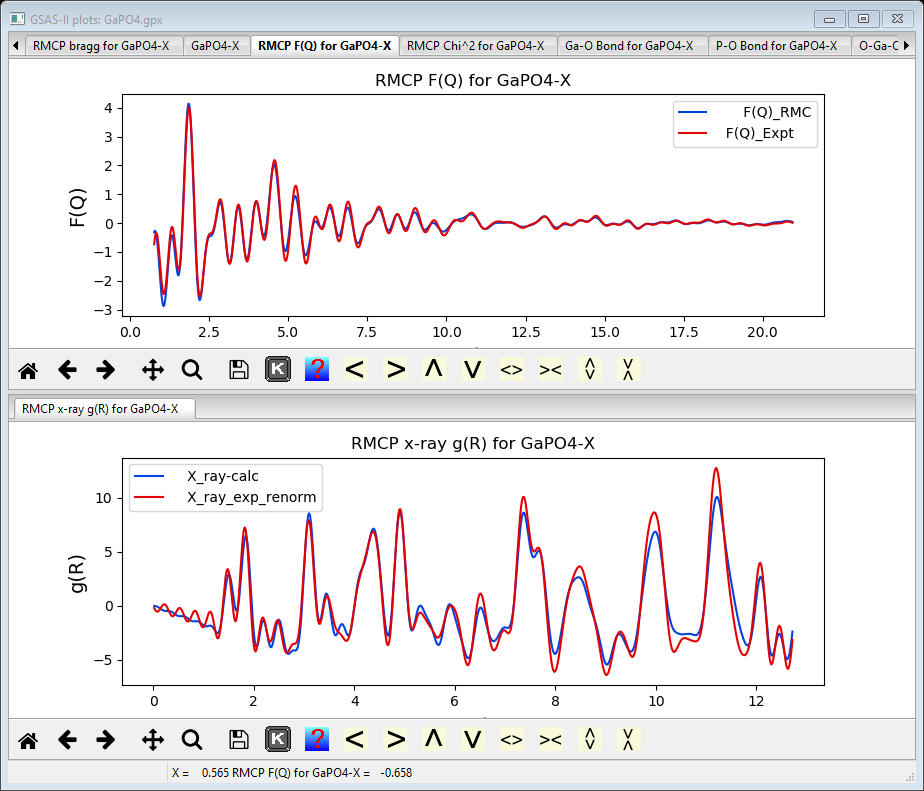 GSAS-II plots: GaPO4.gpx
RMCP bragg for GaPO4-X GaPO4-X RMCP F(Q) for GaPO4-X RMCP Chi^2 for GaPO4-X Ga-O Bond for GaPO4-X P-O Bond for GaPO4-X O-Ga-O
RMCP F(Q) for GaPO4-X
F(Q)_RMC
F(Q)_Expt
F(Q)
4
3
2
1
0
−1
−2
−3
0.0 2.5 5.0 7.5 10.0 12.5 15.0 17.5 20.0
K ? < > Λ V <> ><
RMCP x-ray g(R) for GaPO4-X
RMCP x-ray g(R) for GaPO4-X
X_ray-calc
X_ray_exp_renorm
g(R)
10
5
0
−5
0 2 4 6 8 10 12
K ? < > Λ V <> ><
X = 0.565 RMCP F(Q) for GaPO4-X = -0.658